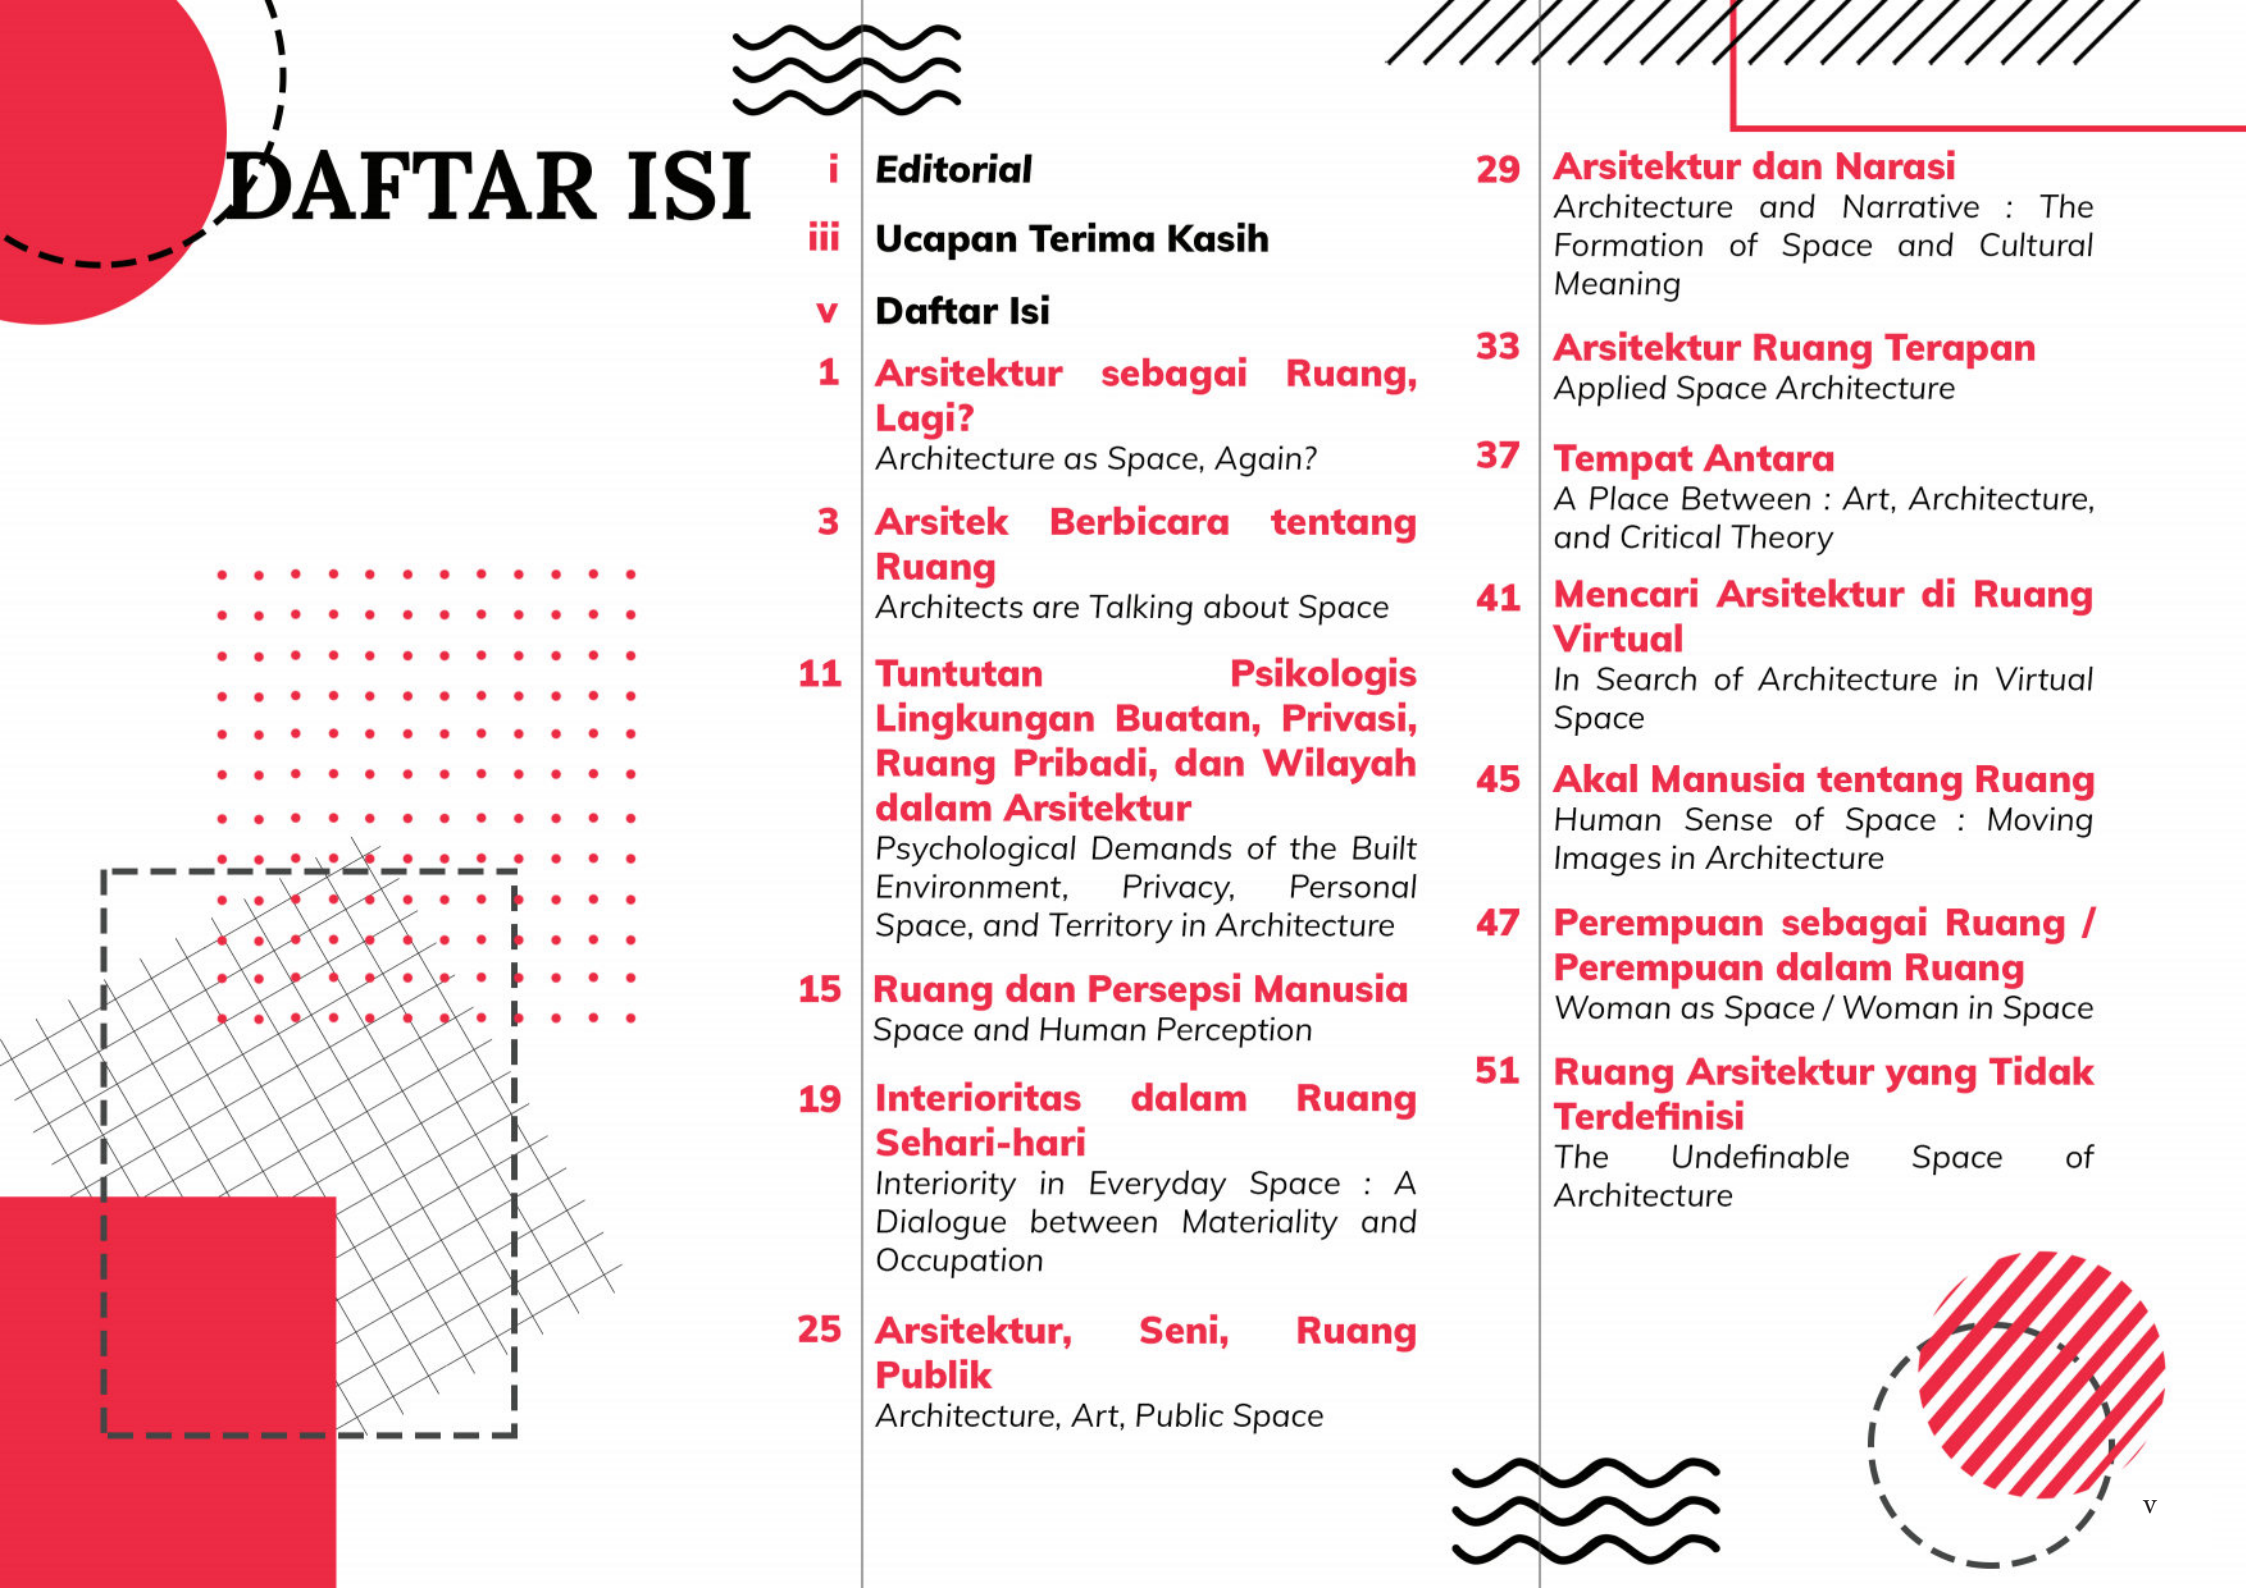 DAFTAR ISI
i Editorial
iii Ucapan Terima Kasih
v Daftar Isi
1 Arsitektur sebagai Ruang,
Lagi?
Architecture as Space, Again?
3 Arsitek Berbicara tentang
Ruang
Architects are Talking about Space
11 Tuntutan Psikologis
Lingkungan Buatan, Privasi,
Ruang Pribadi, dan Wilayah
dalam Arsitektur
Psychological Demands of the Built
Environment, Privacy, Personal
Space, and Territory in Architecture
15 Ruang dan Persepsi Manusia
Space and Human Perception
19 Interioritas dalam Ruang
Sehari-hari
Interiority in Everyday Space : A
Dialogue between Materiality and
Occupation
25 Arsitektur, Seni, Ruang
Publik
Architecture, Art, Public Space
29 Arsitektur dan Narasi
Architecture and Narrative : The
Formation of Space and Cultural
Meaning
33 Arsitektur Ruang Terapan
Applied Space Architecture
37 Tempat Antara
A Place Between : Art, Architecture,
and Critical Theory
41 Mencari Arsitektur di Ruang
Virtual
In Search of Architecture in Virtual
Space
45 Akal Manusia tentang Ruang
Human Sense of Space : Moving
Images in Architecture
47 Perempuan sebagai Ruang /
Perempuan dalam Ruang
Woman as Space / Woman in Space
51 Ruang Arsitektur yang Tidak
Terdefinisi
The Undefinable Space of
Architecture
v